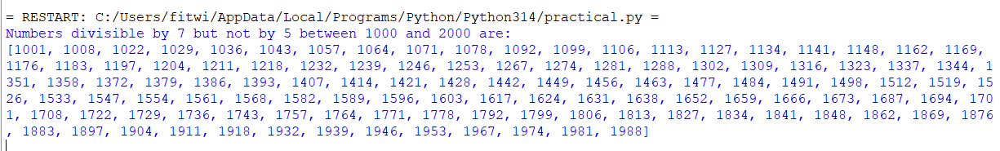 = RESTART: C:/Users/fitwi/AppData/Local/Programs/Python/Python314/practical.py =
Numbers divisible by 7 but not by 5 between 1000 and 2000 are:
[1001, 1008, 1022, 1029, 1036, 1043, 1057, 1064, 1071, 1078, 1092, 1099, 1106, 1113, 1127, 1134, 1141, 1148, 1162, 1169,
1176, 1183, 1197, 1204, 1211, 1218, 1232, 1239, 1246, 1253, 1267, 1274, 1281, 1288, 1302, 1309, 1316, 1323, 1337, 1344, 1
351, 1358, 1372, 1379, 1386, 1393, 1407, 1414, 1421, 1428, 1442, 1449, 1456, 1463, 1477, 1484, 1491, 1498, 1512, 1519, 15
26, 1533, 1547, 1554, 1561, 1568, 1582, 1589, 1596, 1603, 1617, 1624, 1631, 1638, 1652, 1659, 1666, 1673, 1687, 1694, 170
1, 1708, 1722, 1729, 1736, 1743, 1757, 1764, 1771, 1778, 1792, 1799, 1806, 1813, 1827, 1834, 1841, 1848, 1862, 1869, 1876
, 1883, 1897, 1904, 1911, 1918, 1932, 1939, 1946, 1953, 1967, 1974, 1981, 1988]